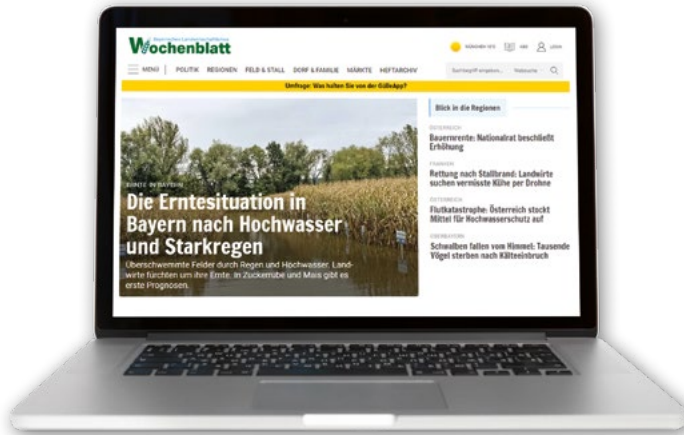 Bayerisches Landwirtschaftliches
Wochenblatt
MÜNCHEN
ABO
LOGIN
MENÜ
POLITIK
REGIONEN
FELD & STALL
DORF & FAMILIE
MÄRKTE
HEFTARCHIV
Suchbegriff eingeben...
Websuche
Umfrage: Was halten Sie von der GülleApp?
ERNTE IN BAYERN
Die Erntesituation in
Bayern nach Hochwasser
und Starkregen
Überschwemmte Felder durch Regen und Hochwasser. Land-
wirte fürchten um ihre Ernte. In Zuckerrübe und Mais gibt es
erste Prognosen.
Blick in die Regionen
ÖSTERREICH
Bauernrente: Nationalrat beschließt
Erhöhung
FRANKEN
Rettung nach Stallbrand: Landwirte
suchen vermisste Kühe per Drohne
ÖSTERREICH
Flutkatastrophe: Österreich stockt
Mittel für Hochwasserschutz auf
OBERBAYERN
Schwalben fallen vom Himmel: Tausende
Vögel sterben nach Kälteeinbruch